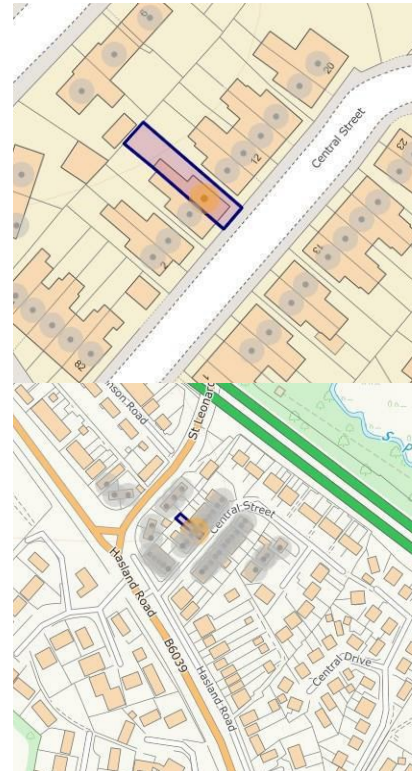 20
Central Street
12
23
13
2
82
St Leonard
Hasland Road
B6039
Hasland Road
Central Street
Central Drive